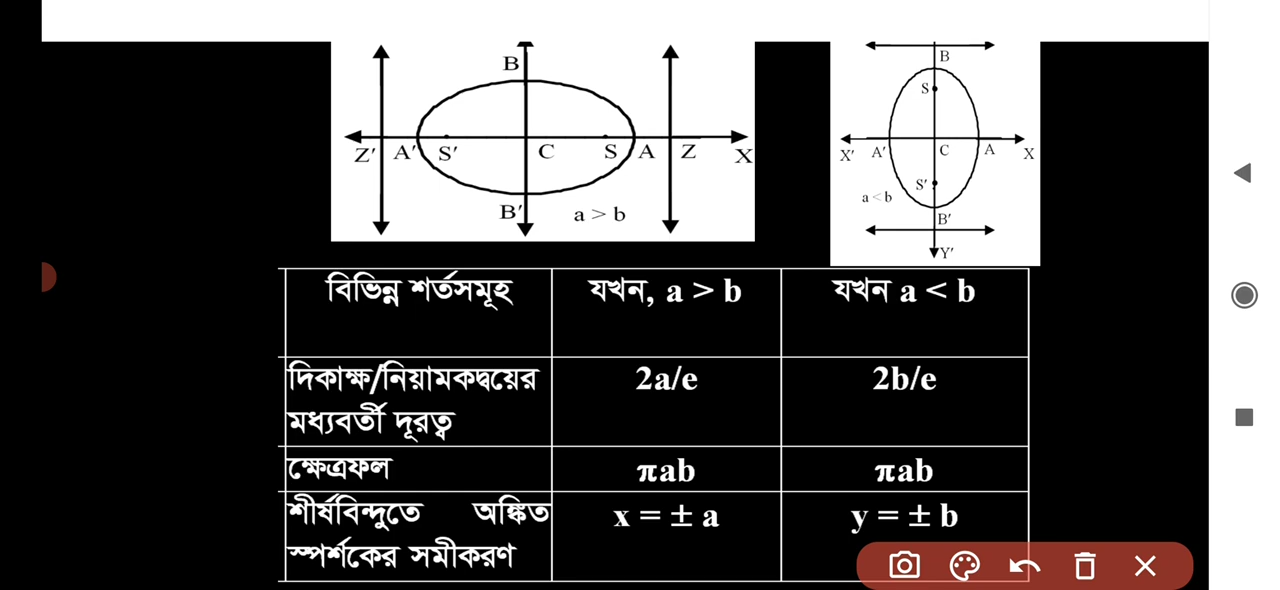 B
Z′ A′ S′ C S A Z X
B′ a > b
B
S
X′ A′ C A X
S′
a < b
B′
Y′
বিভিন্ন শর্তসমূহ যখন, a > b যখন a < b
দিকাক্ষ/নিয়ামকদ্বয়ের 2a/e 2b/e
মধ্যবর্তী দূরত্ব
ক্ষেত্রফল πab πab
শীর্ষবিন্দুতে অঙ্কিত x = ± a y = ± b
স্পর্শকের সমীকরণ